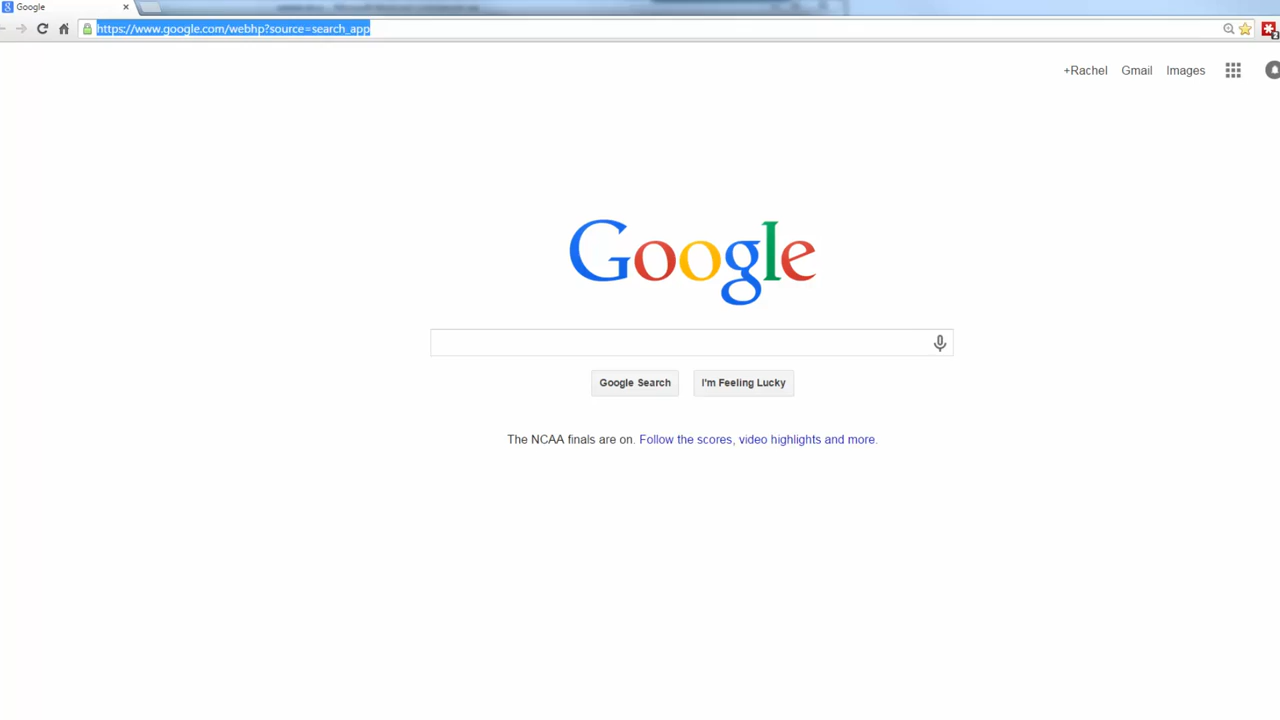 Google
https://www.google.com/webhp?source=search_app
+Rachel Gmail Images
Google
Google Search I'm Feeling Lucky
The NCAA finals are on. Follow the scores, video highlights and more.